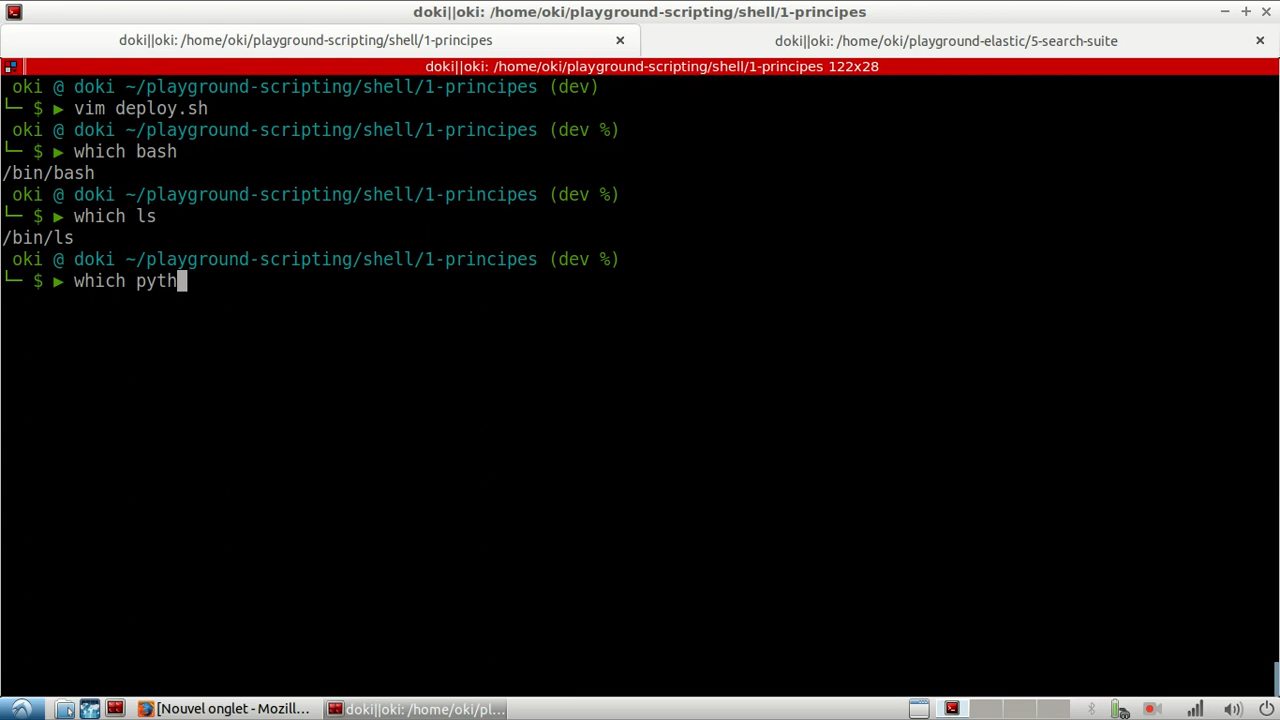 doki||oki: /home/oki/playground-scripting/shell/1-principes
doki||oki: /home/oki/playground-scripting/shell/1-principes
doki||oki: /home/oki/playground-elastic/5-search-suite
doki||oki: /home/oki/playground-scripting/shell/1-principes 122x28
oki @ doki ~/playground-scripting/shell/1-principes (dev)
└─ $ ▶ vim deploy.sh
oki @ doki ~/playground-scripting/shell/1-principes (dev %)
└─ $ ▶ which bash
/bin/bash
oki @ doki ~/playground-scripting/shell/1-principes (dev %)
└─ $ ▶ which ls
/bin/ls
oki @ doki ~/playground-scripting/shell/1-principes (dev %)
└─ $ ▶ which pyth
[Nouvel onglet - Mozill...
doki||oki: /home/oki/pl...